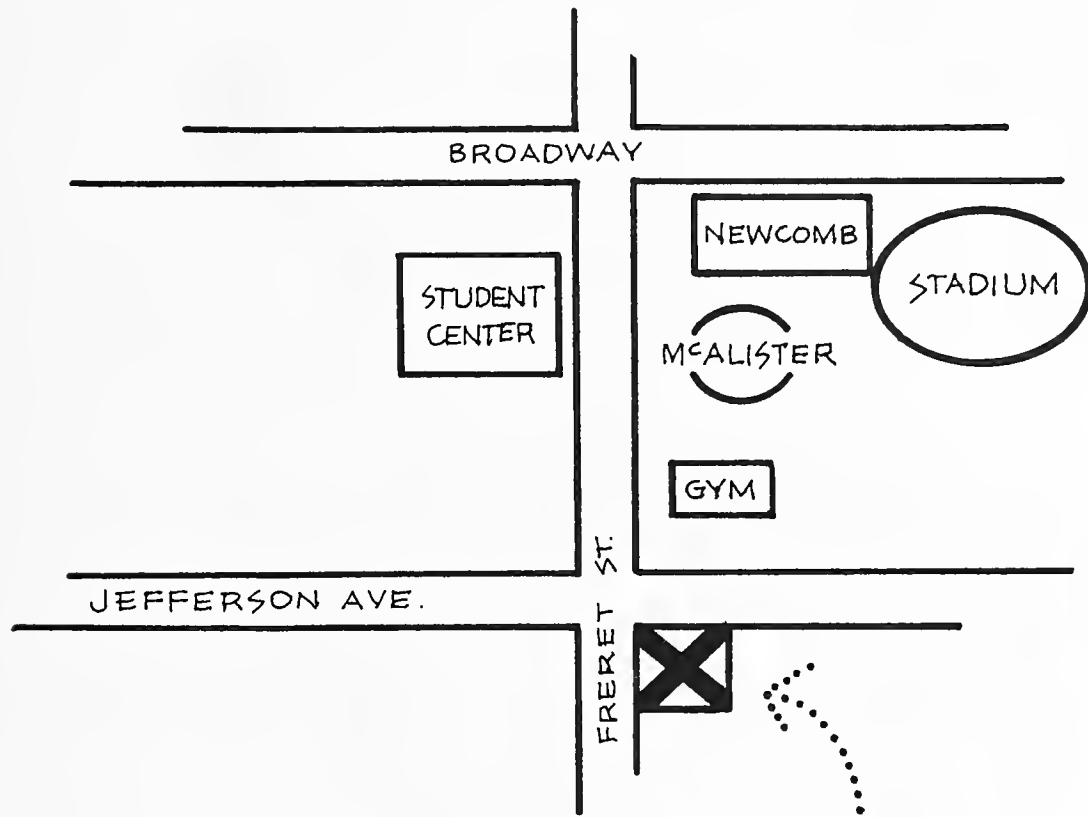 BROADWAY
NEWCOMB
STADIUM
STUDENT
CENTER
McALISTER
GYM
JEFFERSON AVE.
FRERET ST.